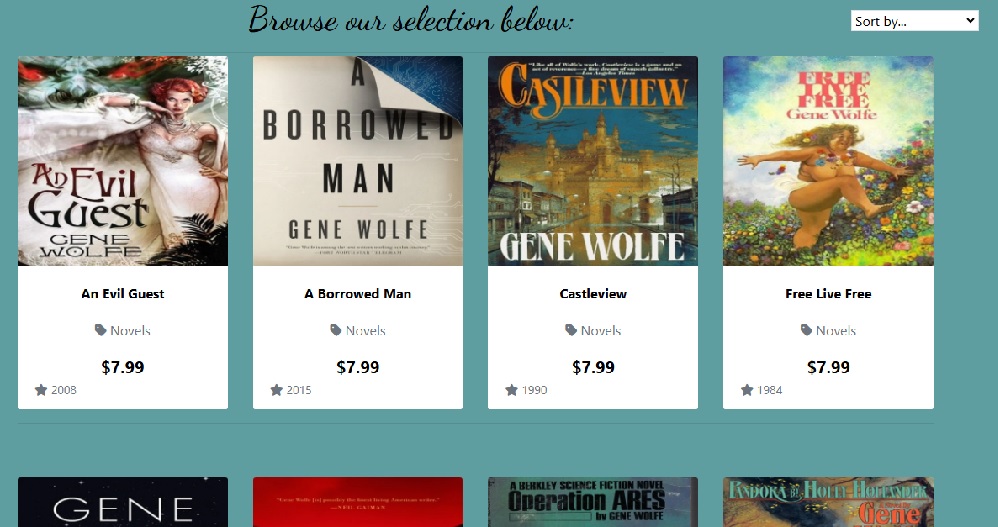 Browse our selection below:
Sort by...
An Evil
Guest
GENE
WOLFE
A
BORROWED
MAN
GENE WOLFE
CASTLEVIEW
GENE WOLFE
FREE
LIVE
FREE
Gene Wolfe
An Evil Guest
Novels
$7.99
2008
A Borrowed Man
Novels
$7.99
2015
Castleview
Novels
$7.99
1990
Free Live Free
Novels
$7.99
1984
GENE
A BERKLEY SCIENCE FICTION NOVEL
Operation ARES
by GENE WOLFE
PANDORA By HOLLY HOLLANDER
Gene